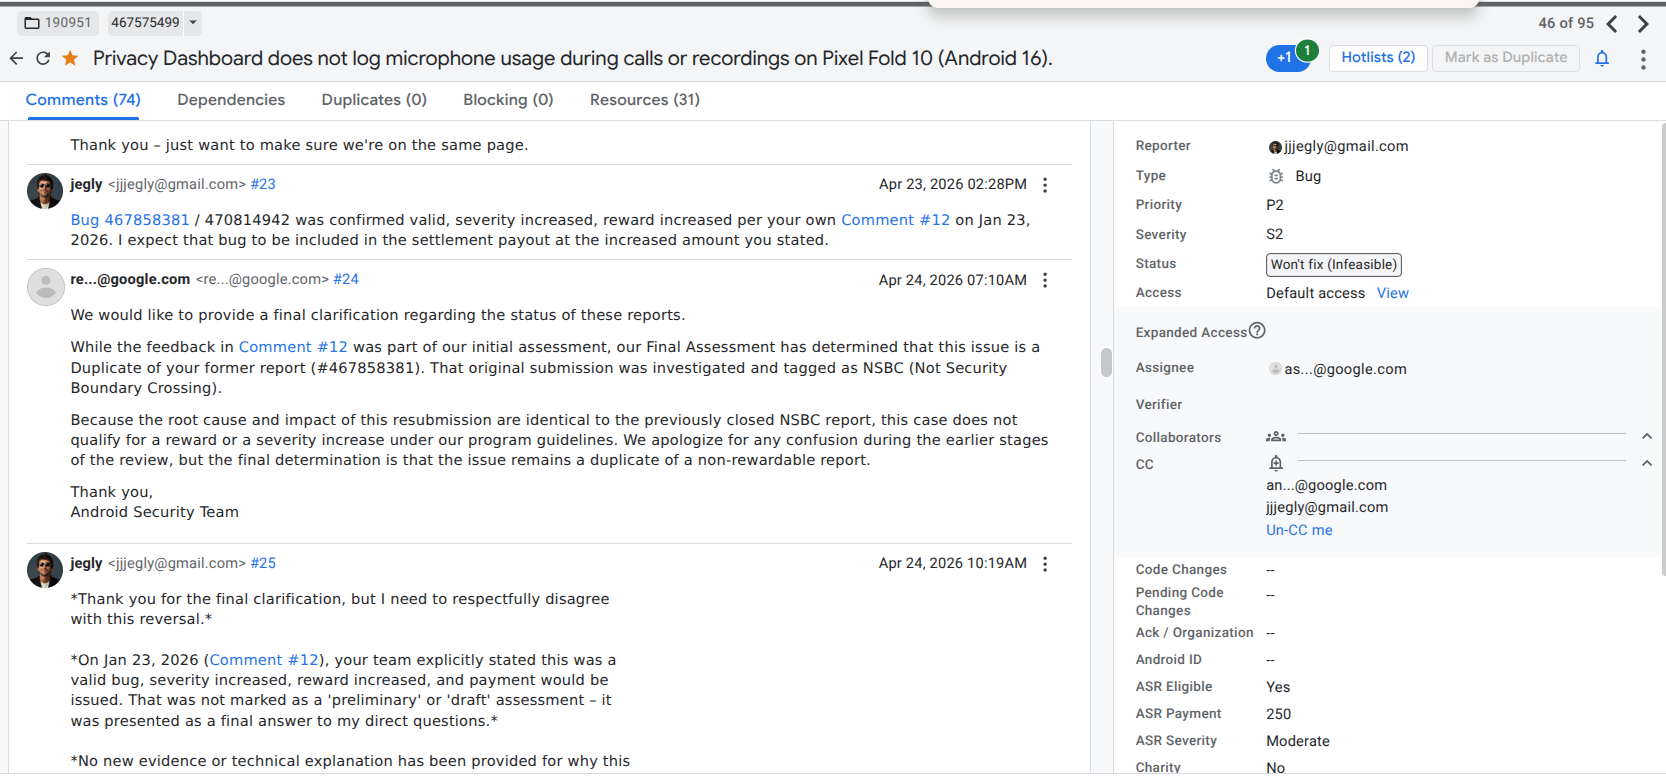 190951
467575499
46 of 95
Privacy Dashboard does not log microphone usage during calls or recordings on Pixel Fold 10 (Android 16).
+1
1
Hotlists (2)
Mark as Duplicate
Comments (74)
Dependencies
Duplicates (0)
Blocking (0)
Resources (31)
Thank you – just want to make sure we're on the same page.
jegly <jjjegly@gmail.com> #23
Apr 23, 2026 02:28PM
Bug 467858381 / 470814942 was confirmed valid, severity increased, reward increased per your own Comment #12 on Jan 23,
2026. I expect that bug to be included in the settlement payout at the increased amount you stated.
re...@google.com <re...@google.com> #24
Apr 24, 2026 07:10AM
We would like to provide a final clarification regarding the status of these reports.
While the feedback in Comment #12 was part of our initial assessment, our Final Assessment has determined that this issue is a
Duplicate of your former report (#467858381). That original submission was investigated and tagged as NSBC (Not Security
Boundary Crossing).
Because the root cause and impact of this resubmission are identical to the previously closed NSBC report, this case does not
qualify for a reward or a severity increase under our program guidelines. We apologize for any confusion during the earlier stages
of the review, but the final determination is that the issue remains a duplicate of a non-rewardable report.
Thank you,
Android Security Team
jegly <jjjegly@gmail.com> #25
Apr 24, 2026 10:19AM
*Thank you for the final clarification, but I need to respectfully disagree
with this reversal.*
*On Jan 23, 2026 (Comment #12), your team explicitly stated this was a
valid bug, severity increased, reward increased, and payment would be
issued. That was not marked as a 'preliminary' or 'draft' assessment – it
was presented as a final answer to my direct questions.*
*No new evidence or technical explanation has been provided for why this
Reporter
jjjegly@gmail.com
Type
Bug
Priority
P2
Severity
S2
Status
Won't fix (Infeasible)
Access
Default access View
Expanded Access
Assignee
as...@google.com
Verifier
Collaborators
CC
an...@google.com
jjjegly@gmail.com
Un-CC me
Code Changes
--
Pending Code
Changes
--
Ack / Organization
--
Android ID
--
ASR Eligible
Yes
ASR Payment
250
ASR Severity
Moderate
Charity
No